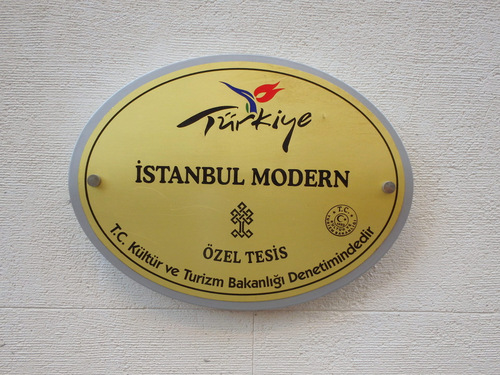 Türkiye
İSTANBUL MODERN
T.C.
ÖZEL TESİS
T.C. Kültür ve Turizm Bakanlığı Denetimindedir